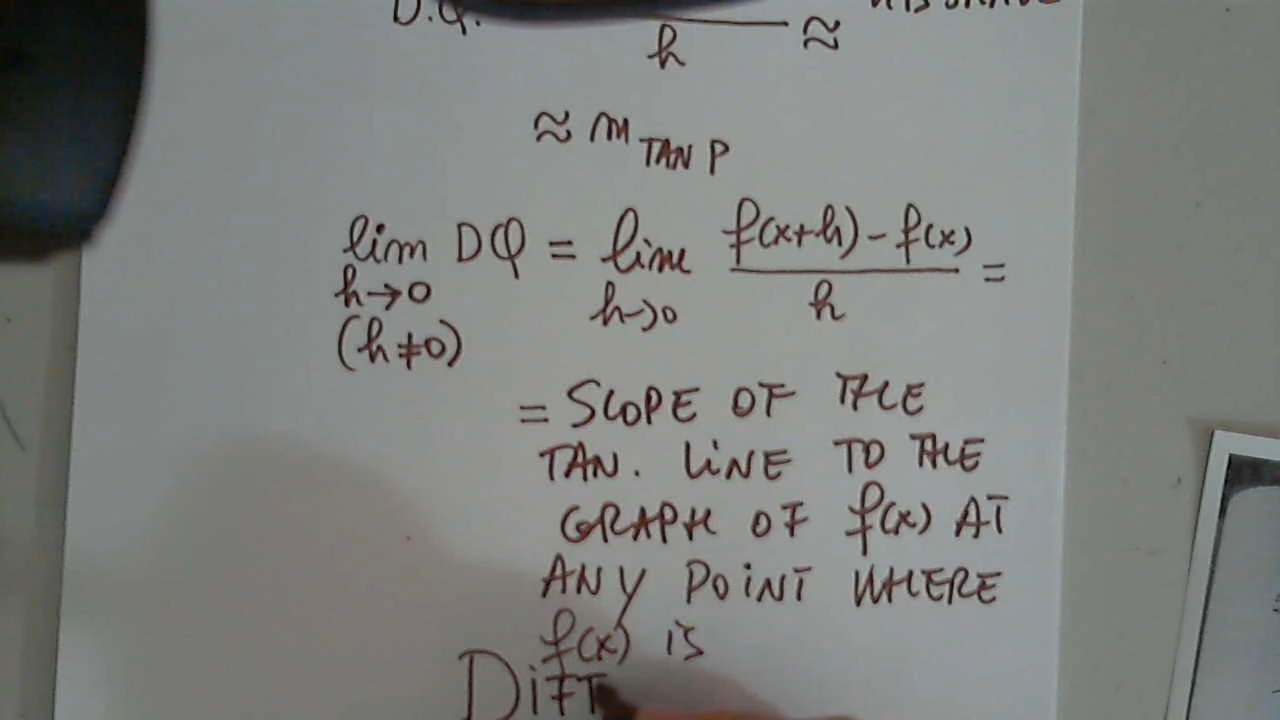 D.Q.
h ≈
≈ m TAN P
lim DQ = lim f(x+h) - f(x) =
h→0 h→0 h
(h≠0)
= SLOPE OF THE
TAN. LINE TO THE
GRAPH OF f(x) AT
ANY POINT WHERE
f(x) is
DiFF